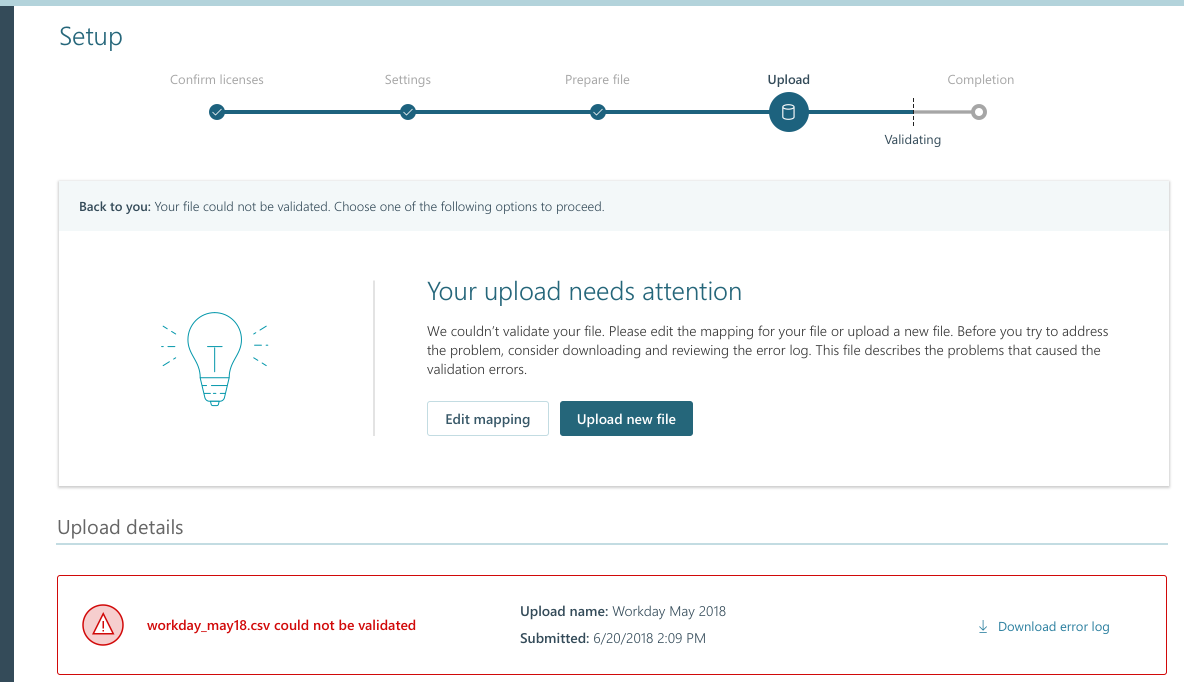 Setup
Confirm licenses
Settings
Prepare file
Upload
Completion
Validating
Back to you: Your file could not be validated. Choose one of the following options to proceed.
Your upload needs attention
We couldn't validate your file. Please edit the mapping for your file or upload a new file. Before you try to address
the problem, consider downloading and reviewing the error log. This file describes the problems that caused the
validation errors.
Edit mapping
Upload new file
Upload details
workday_may18.csv could not be validated
Upload name: Workday May 2018
Submitted: 6/20/2018 2:09 PM
Download error log